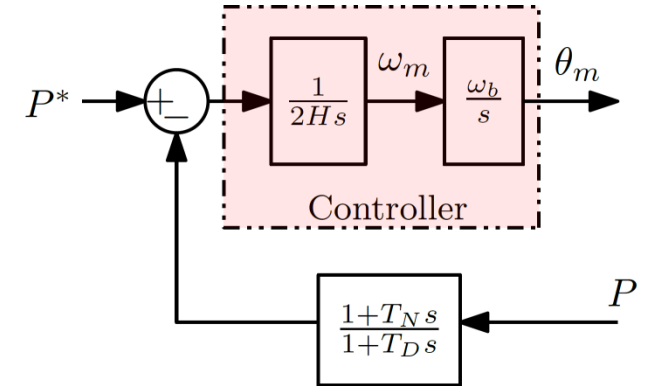 P*
+
−
1
2Hs
ω_m
ω_b
s
θ_m
Controller
1+T_N s
1+T_D s
P